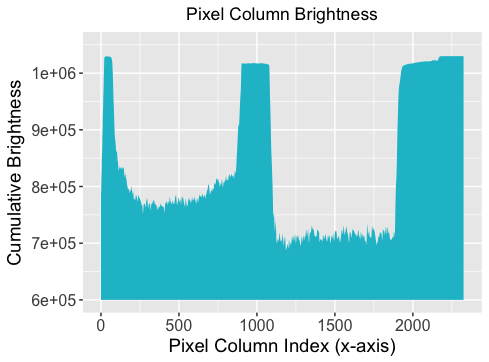 Pixel Column Brightness
Cumulative Brightness
1e+06
9e+05
8e+05
7e+05
6e+05
0 500 1000 1500 2000
Pixel Column Index (x-axis)